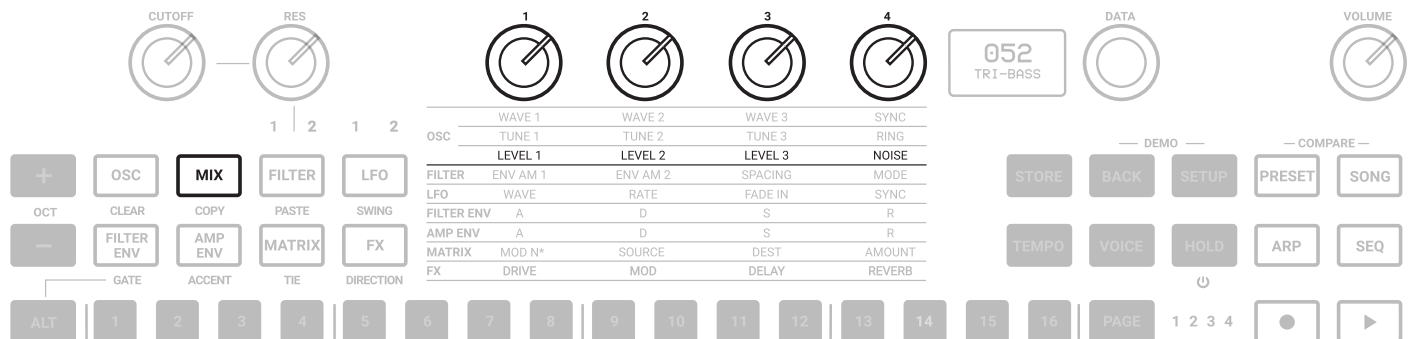 CUTOFF RES 1 2 3 4 DATA VOLUME
052
TRI-BASS
WAVE 1 WAVE 2 WAVE 3 SYNC
1 2 1 2
OSC TUNE 1 TUNE 2 TUNE 3 RING
LEVEL 1 LEVEL 2 LEVEL 3 NOISE
DEMO COMPARE
+ OSC MIX FILTER LFO
FILTER ENV AM 1 ENV AM 2 SPACING MODE
STORE BACK SETUP PRESET SONG
LFO WAVE RATE FADE IN SYNC
OCT CLEAR COPY PASTE SWING
FILTER ENV A D S R
AMP ENV A D S R
− FILTER ENV AMP ENV MATRIX FX
TEMPO VOICE HOLD ARP SEQ
MATRIX MOD N* SOURCE DEST AMOUNT
FX DRIVE MOD DELAY REVERB
GATE ACCENT TIE DIRECTION
ALT 1 2 3 4 5 6 7 8 9 10 11 12 13 14 15 16 PAGE 1 2 3 4